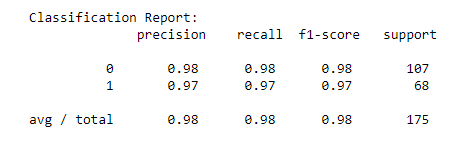 Classification Report:
precision recall f1-score support
0 0.98 0.98 0.98 107
1 0.97 0.97 0.97 68
avg / total 0.98 0.98 0.98 175